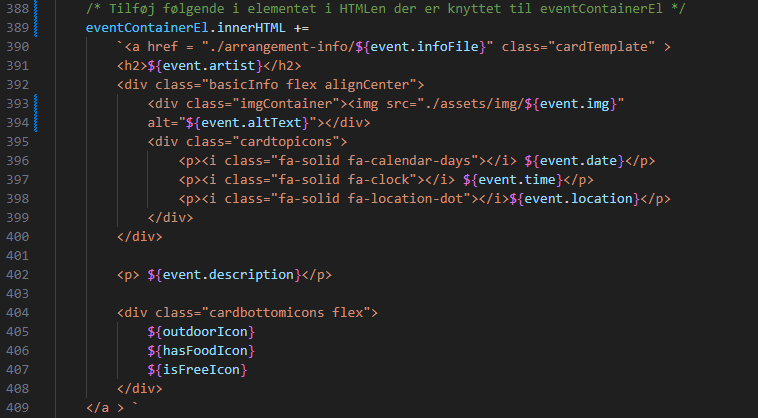 388 /* Tilføj følgende i elementet i HTMLen der er knyttet til eventContainerEl */
389 eventContainerEl.innerHTML +=
390 `<a href = "./arrangement-info/${event.infoFile}" class="cardTemplate" >
391 <h2>${event.artist}</h2>
392 <div class="basicInfo flex alignCenter">
393 <div class="imgContainer"><img src="./assets/img/${event.img}"
394 alt="${event.altText}"></div>
395 <div class="cardtopicons">
396 <p><i class="fa-solid fa-calendar-days"></i> ${event.date}</p>
397 <p><i class="fa-solid fa-clock"></i> ${event.time}</p>
398 <p><i class="fa-solid fa-location-dot"></i>${event.location}</p>
399 </div>
400 </div>
401
402 <p> ${event.description}</p>
403
404 <div class="cardbottomicons flex">
405 ${outdoorIcon}
406 ${hasFoodIcon}
407 ${isFreeIcon}
408 </div>
409 </a > `